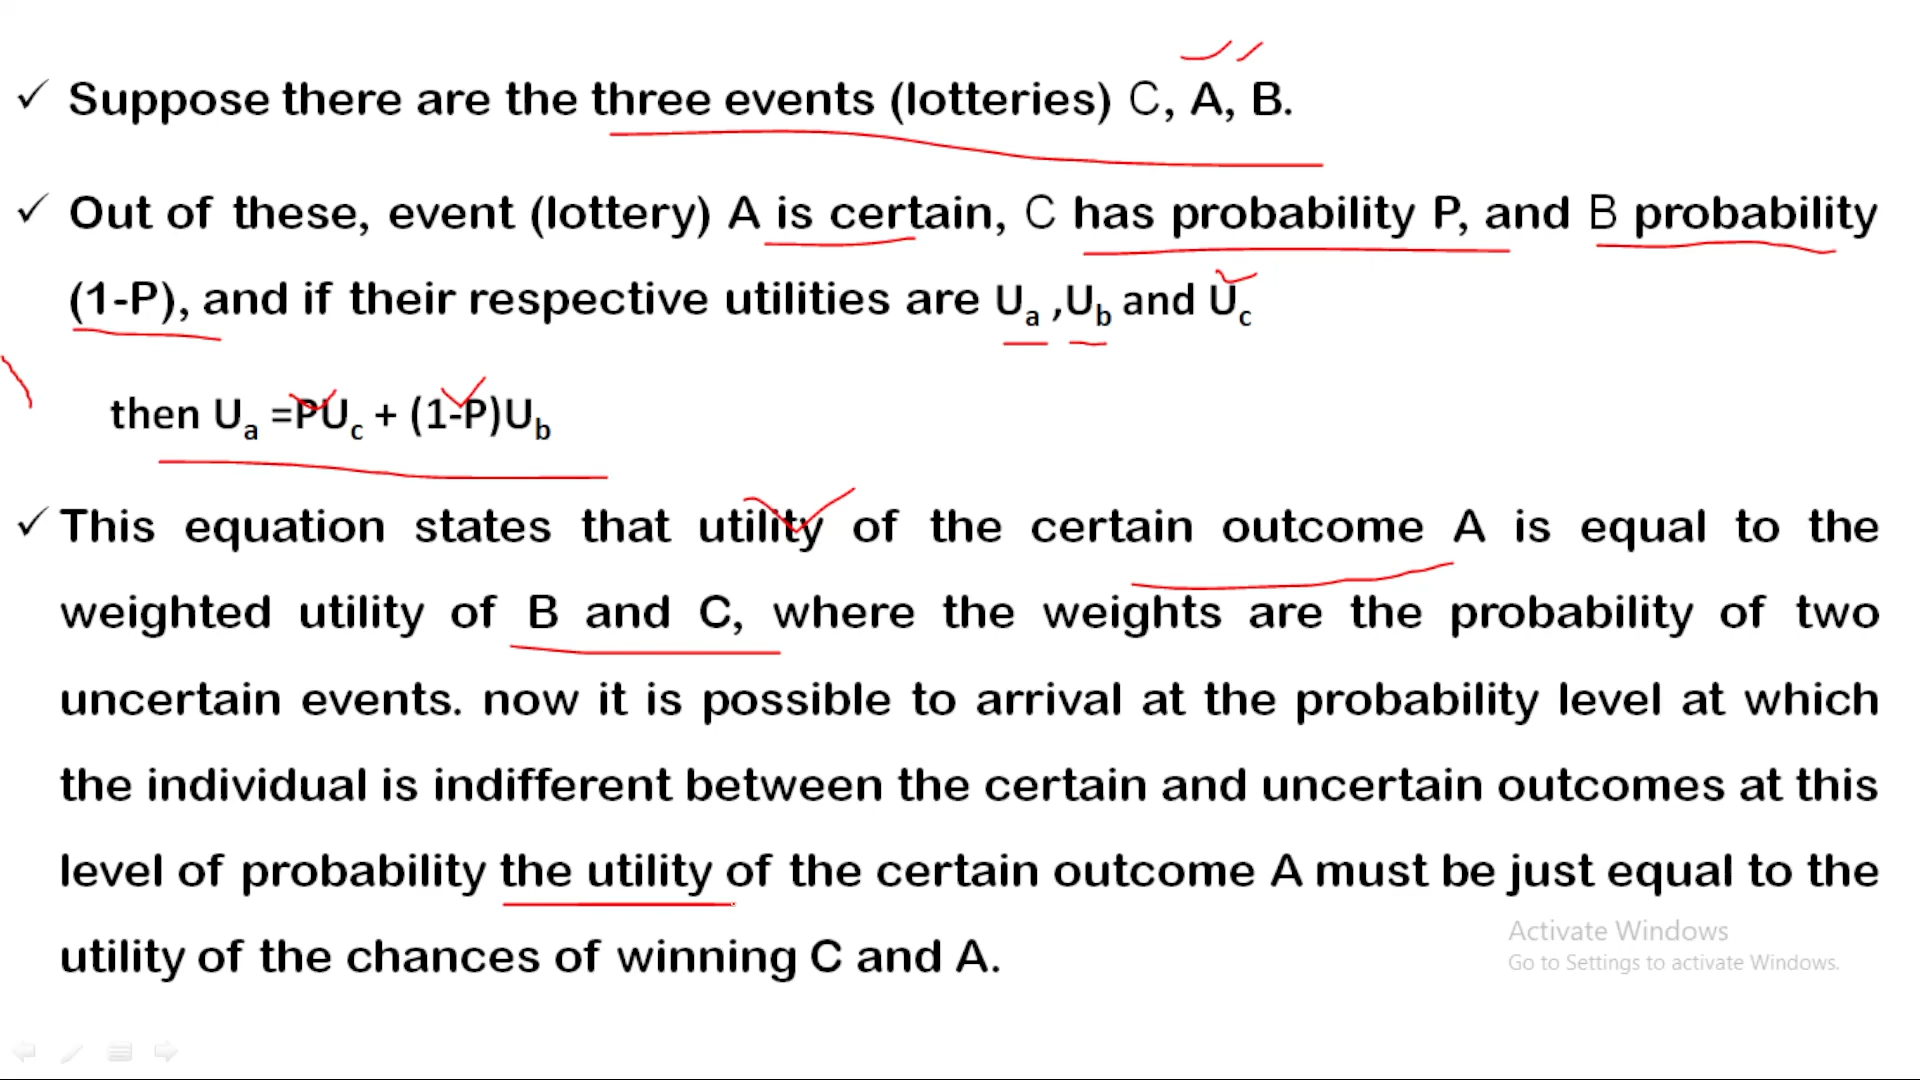 ✓ Suppose there are the three events (lotteries) C, A, B.
✓ Out of these, event (lottery) A is certain, C has probability P, and B probability
(1-P), and if their respective utilities are Ua ,Ub and Uc
then Ua =PUc + (1-P)Ub
✓ This equation states that utility of the certain outcome A is equal to the
weighted utility of B and C, where the weights are the probability of two
uncertain events. now it is possible to arrival at the probability level at which
the individual is indifferent between the certain and uncertain outcomes at this
level of probability the utility of the certain outcome A must be just equal to the
utility of the chances of winning C and A.
Activate Windows
Go to Settings to activate Windows.